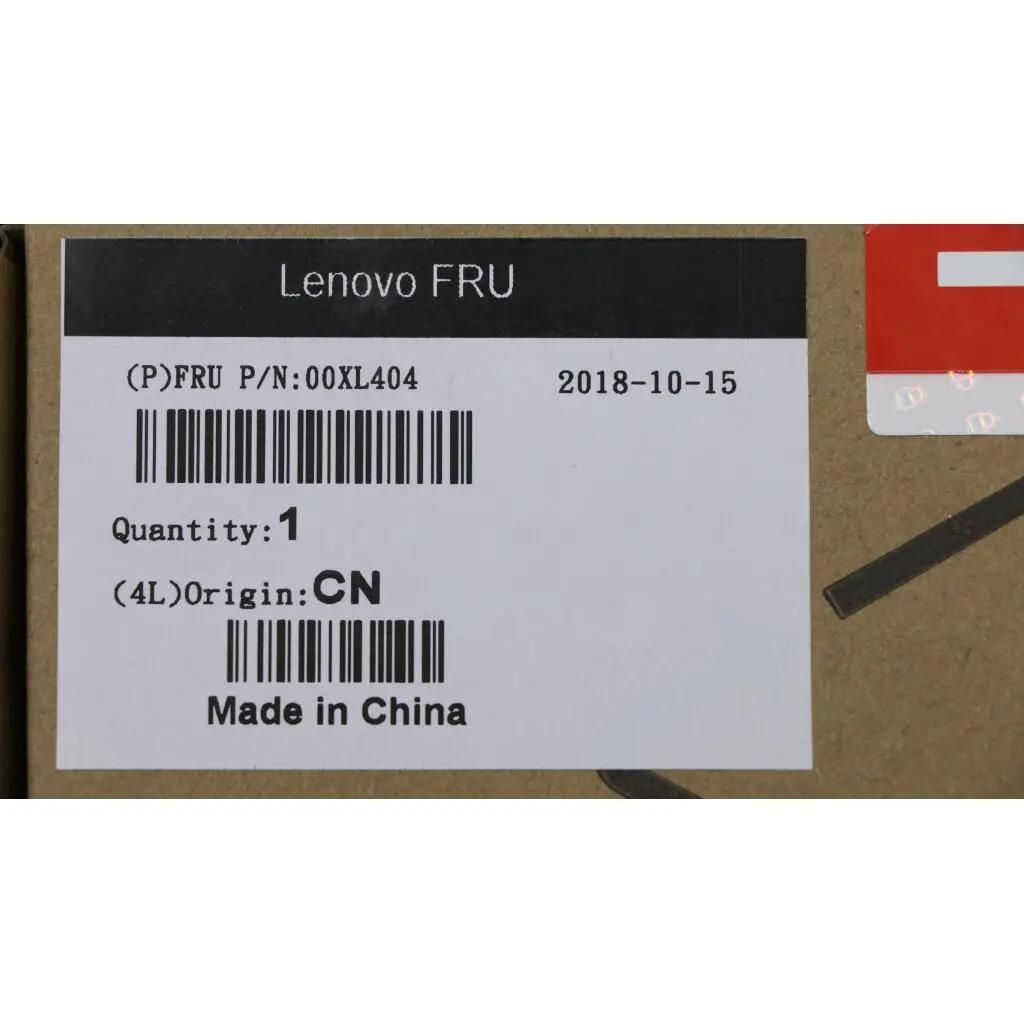 Lenovo FRU
(P)FRU P/N:00XL404 2018-10-15
Quantity:1
(4L)Origin:CN
Made in China